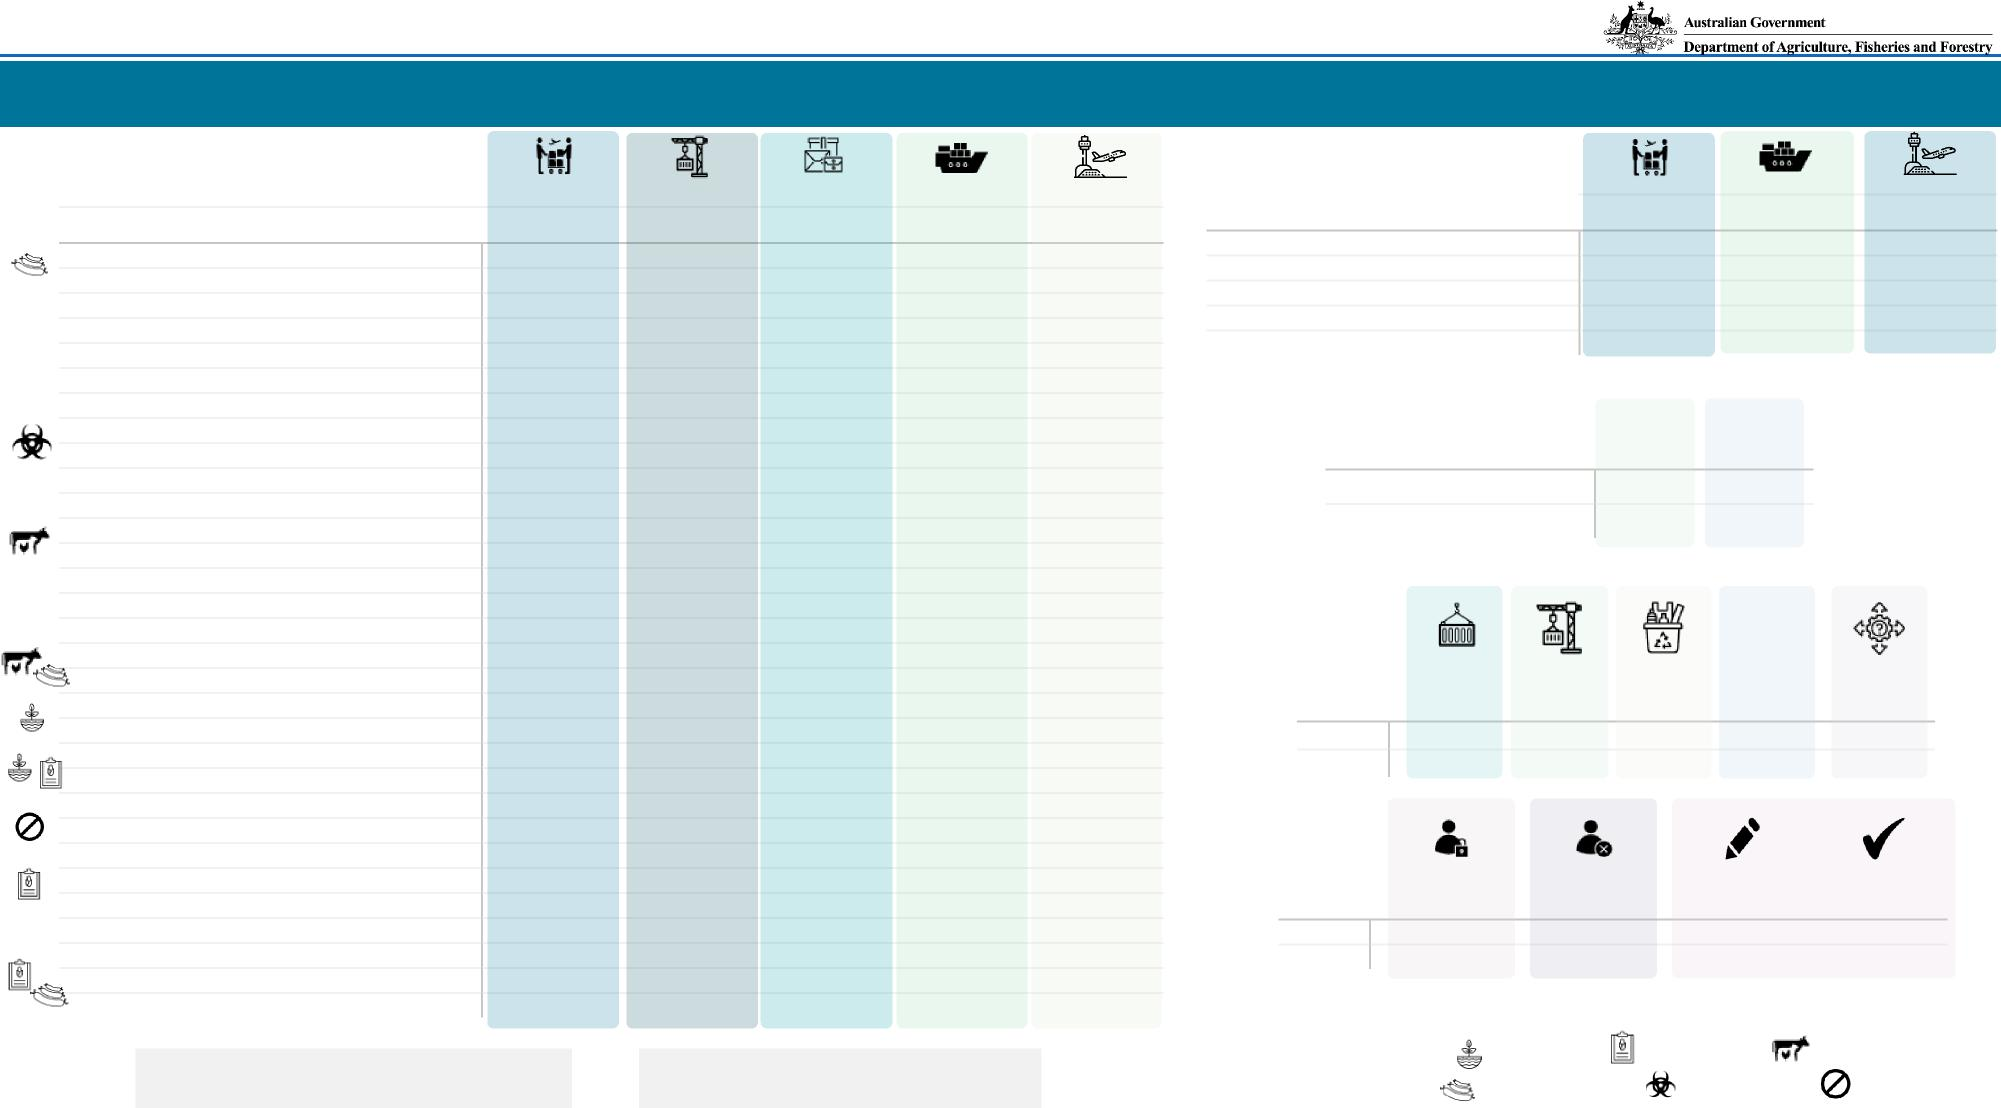 Australian Government
Department of Agriculture, Fisheries and Forestry